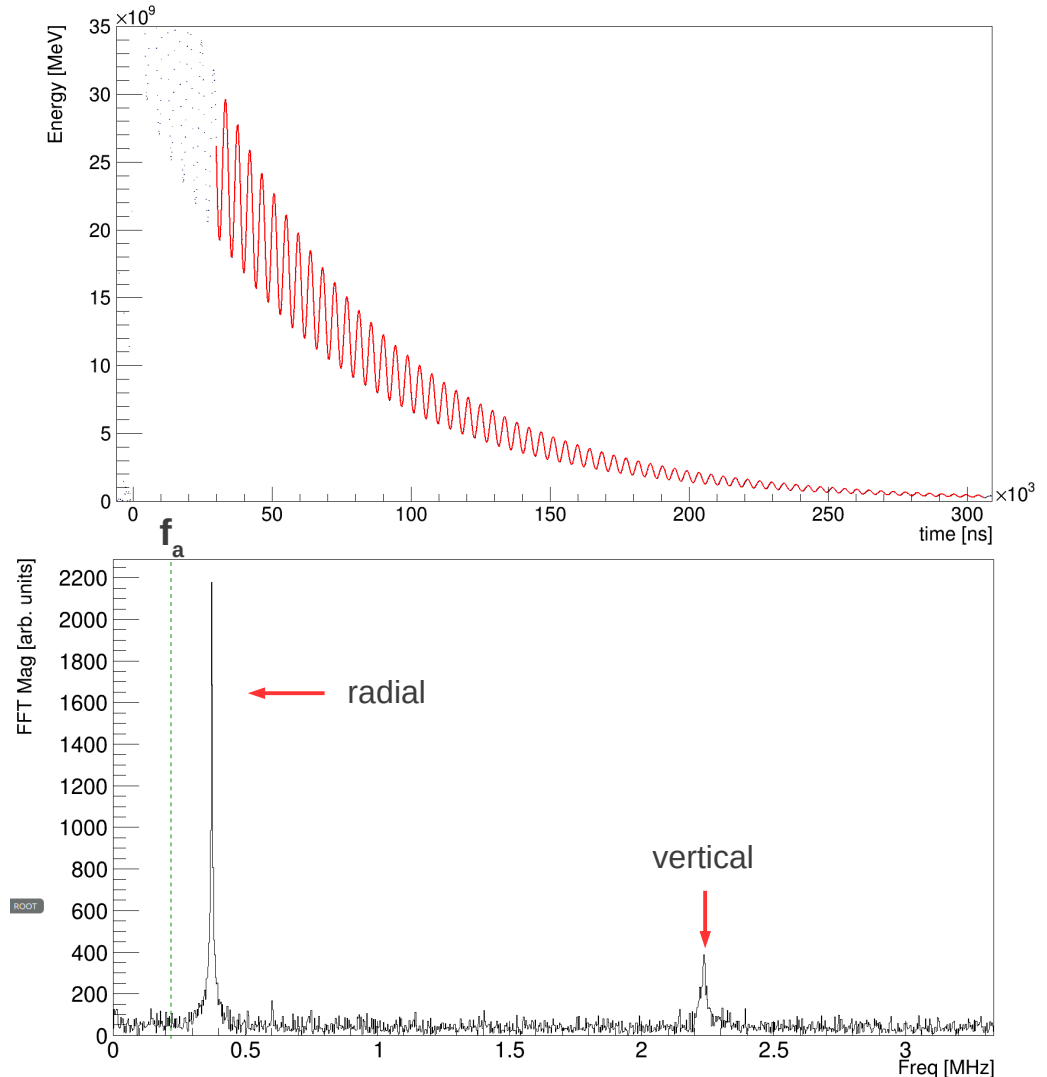 ×10⁹
Energy [MeV]
35
30
25
20
15
10
5
0
0 50 100 150 200 250 300 ×10³
time [ns]
fₐ
FFT Mag [arb. units]
2200
2000
1800
1600
1400
1200
1000
800
600
400
200
0
radial
vertical
ROOT
0 0.5 1 1.5 2 2.5 3
Freq [MHz]